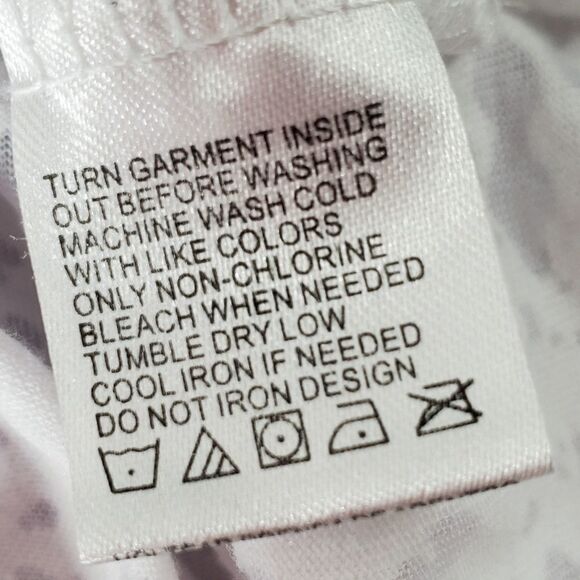 TURN GARMENT INSIDE
OUT BEFORE WASHING
MACHINE WASH COLD
WITH LIKE COLORS
ONLY NON-CHLORINE
BLEACH WHEN NEEDED
TUMBLE DRY LOW
COOL IRON IF NEEDED
DO NOT IRON DESIGN